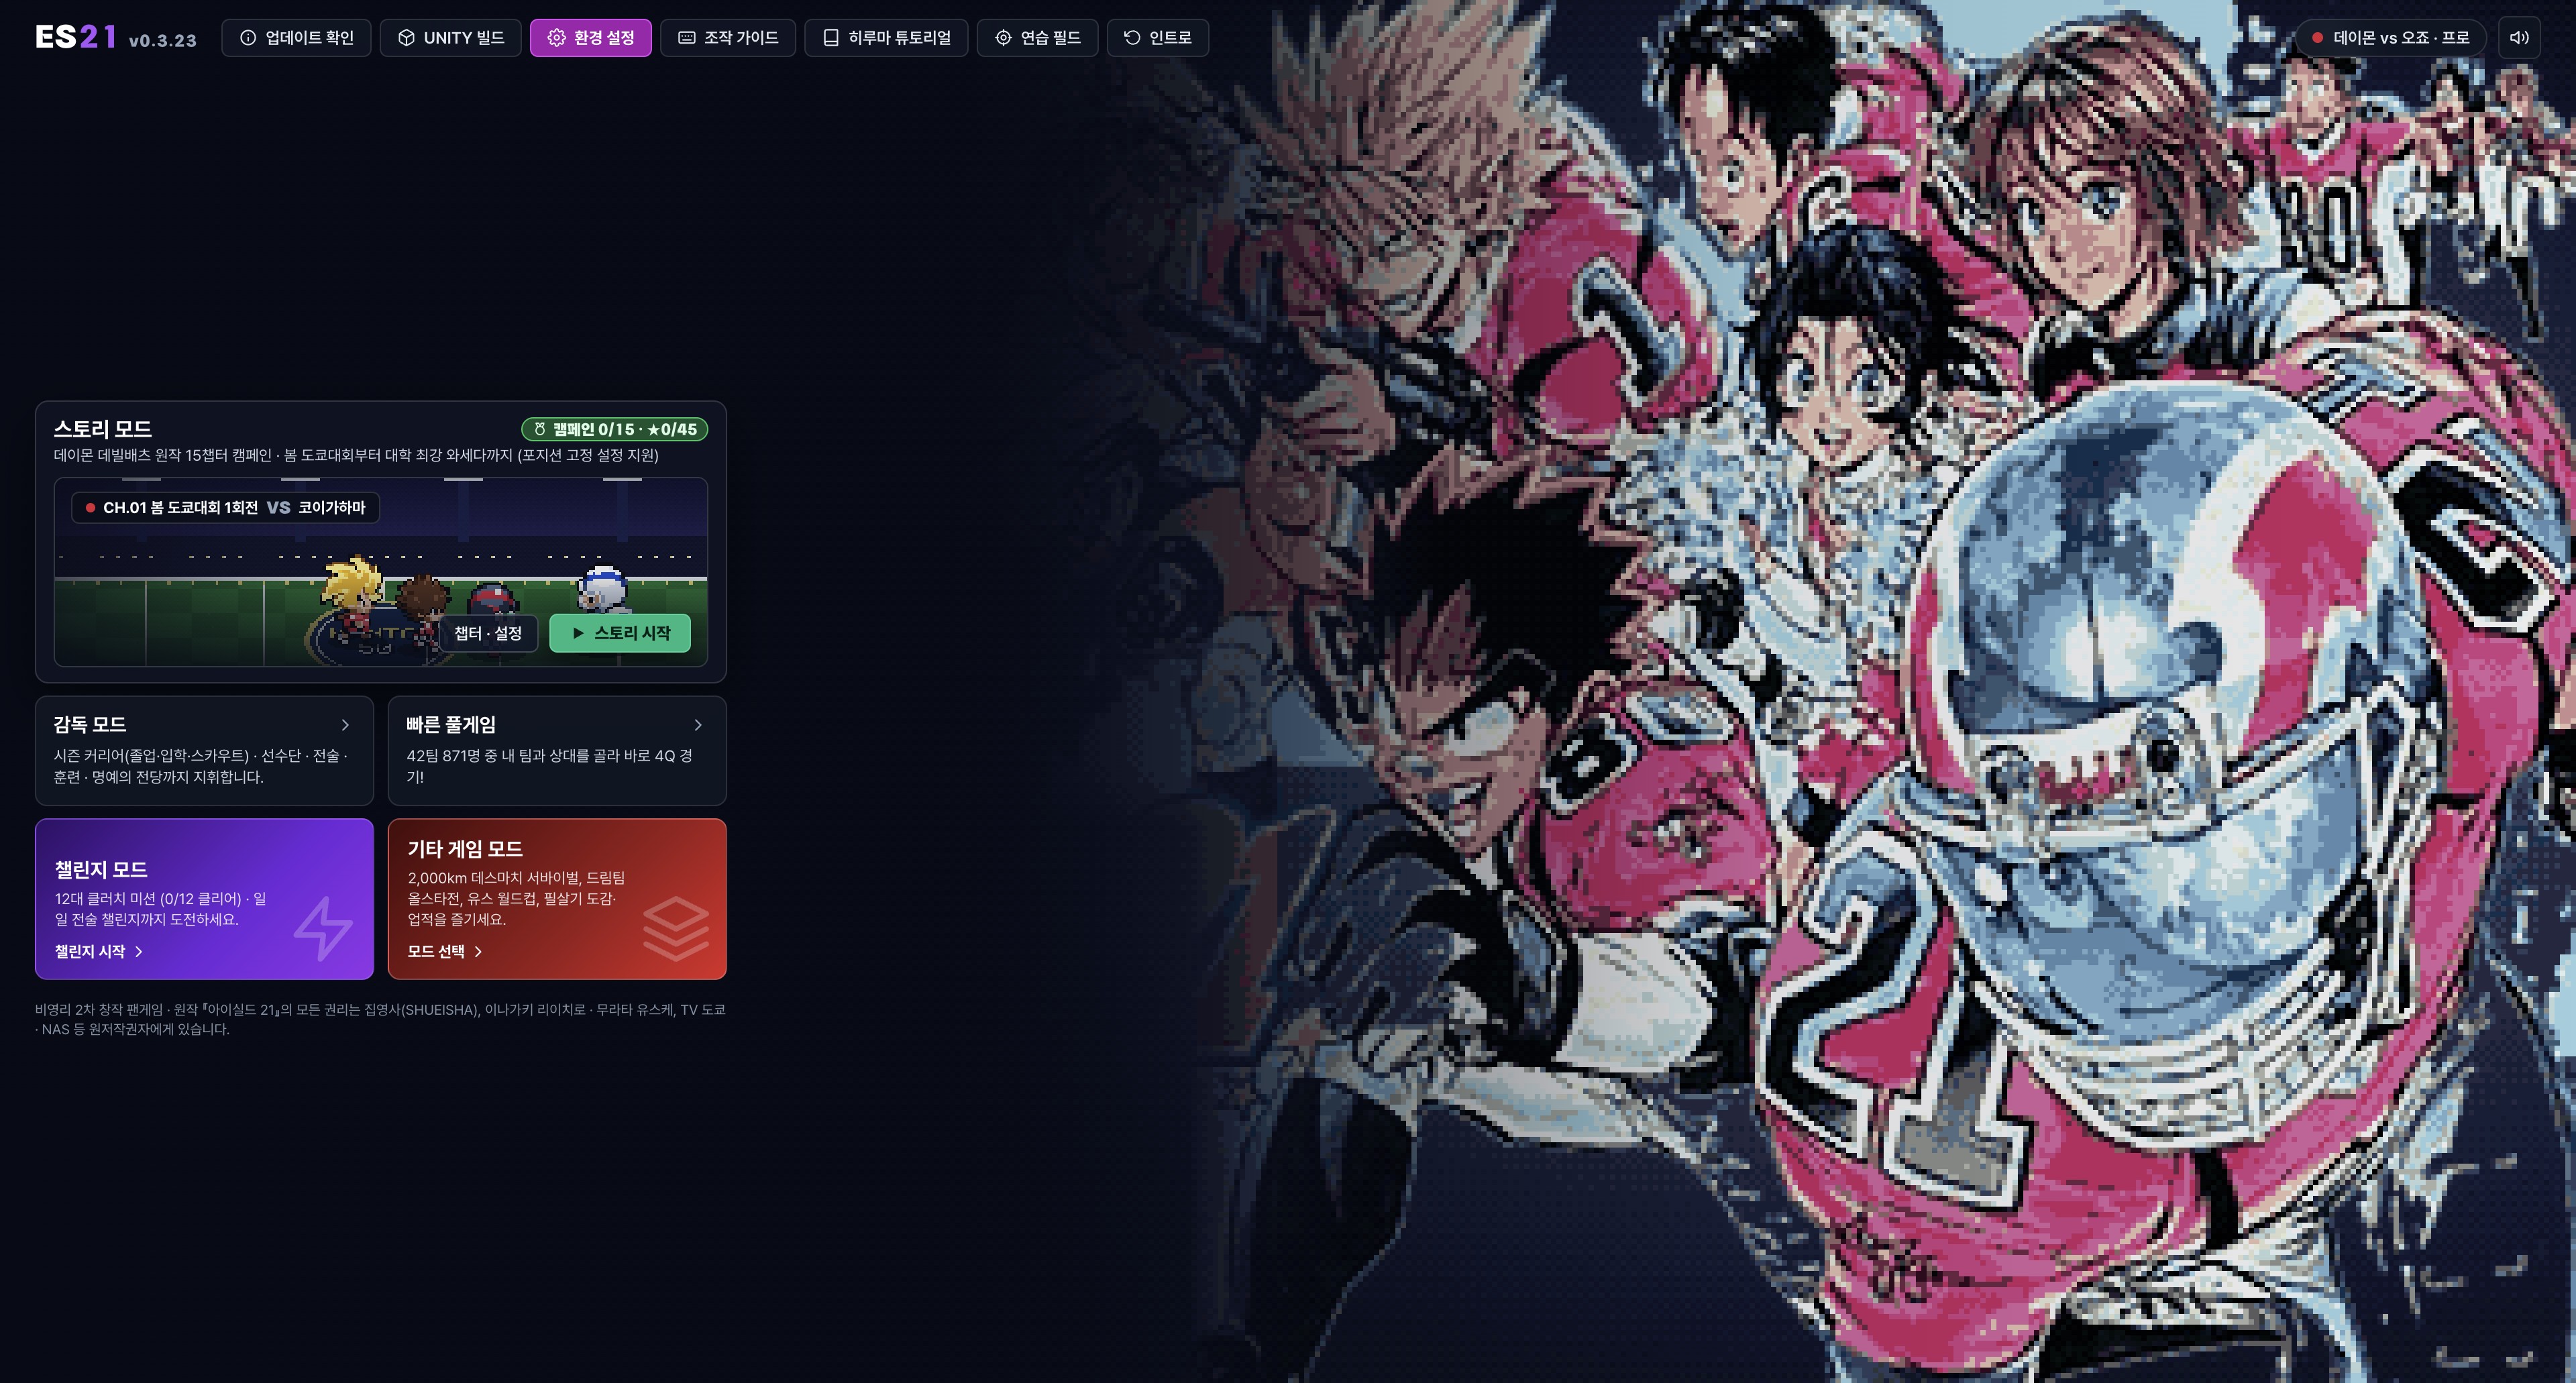 ES21 v0.3.23
업데이트 확인
UNITY 빌드
환경 설정
조작 가이드
히루마 튜토리얼
연습 필드
인트로
데이몬 vs 오죠 · 프로
스토리 모드
캠페인 0/15 · ★0/45
데이몬 데빌배츠 원작 15챕터 캠페인 · 봄 도쿄대회부터 대학 최강 와세다까지 (포지션 고정 설정 지원)
CH.01 봄 도쿄대회 1회전 VS 코이가하마
챕터 · 설정
스토리 시작
감독 모드
시즌 커리어(졸업·입학·스카우트) · 선수단 · 전술 ·
훈련 · 명예의 전당까지 지휘합니다.
빠른 풀게임
42팀 871명 중 내 팀과 상대를 골라 바로 4Q 경
기!
챌린지 모드
12대 클러치 미션 (0/12 클리어) · 일
일 전술 챌린지까지 도전하세요.
챌린지 시작
기타 게임 모드
2,000km 데스마치 서바이벌, 드림팀
올스타전, 유스 월드컵, 필살기 도감·
업적을 즐기세요.
모드 선택
비영리 2차 창작 팬게임 · 원작 『아이실드 21』의 모든 권리는 집영사(SHUEISHA), 이나가키 리이치로 · 무라타 유스케, TV 도쿄
· NAS 등 원저작권자에게 있습니다.
21